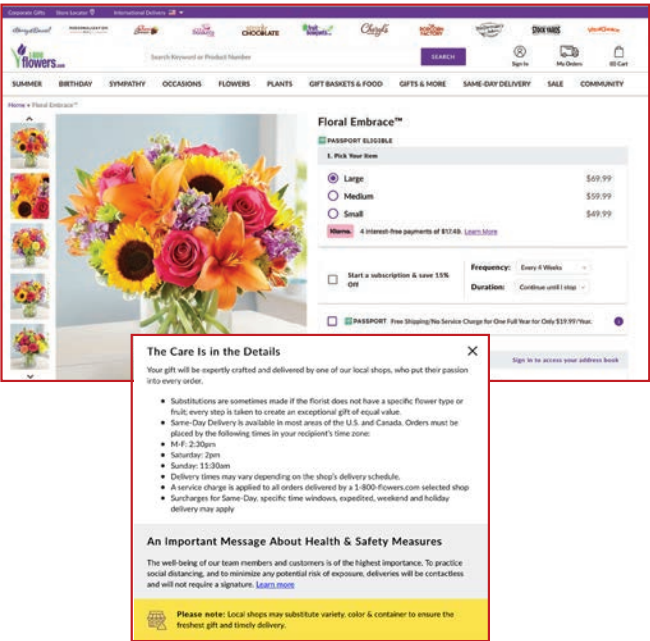 Corporate Gifts Store Locator International Delivery
HARRY & DAVID PERSONALIZATION MALL simply CHOCOLATE fruit bouquets Cheryl's THE POPCORN FACTORY STOCK YARDS
1 800 flowers.com Search Keyword or Product Number SEARCH Sign In My Orders (0) Cart
SUMMER BIRTHDAY SYMPATHY OCCASIONS FLOWERS PLANTS GIFT BASKETS & FOOD GIFTS & MORE SAME-DAY DELIVERY SALE COMMUNITY
Home • Floral Embrace™
Floral Embrace™
PASSPORT ELIGIBLE
1. Pick Your Item
Large $69.99
Medium $59.99
Small $49.99
Klarna. 4 interest-free payments of $17.49. Learn More
Start a subscription & save 15%
Off
Frequency: Every 4 Weeks
Duration: Continue until I stop
PASSPORT Free Shipping/No Service Charge for One Full Year for Only $19.99/Year.
Sign in to access your address book
The Care Is in the Details X
Your gift will be expertly crafted and delivered by one of our local shops, who put their passion
into every order.
• Substitutions are sometimes made if the florist does not have a specific flower type or
fruit; every step is taken to create an exceptional gift of equal value.
• Same-Day Delivery is available in most areas of the U.S. and Canada. Orders must be
placed by the following times in your recipient's time zone:
• M-F: 2:30pm
• Saturday: 2pm
• Sunday: 11:30am
• Delivery times may vary depending on the shop's delivery schedule.
• A service charge is applied to all orders delivered by a 1-800-flowers.com selected shop
• Surcharges for Same-Day, specific time windows, expedited, weekend and holiday
delivery may apply
An Important Message About Health & Safety Measures
The well-being of our team members and customers is of the highest importance. To practice
social distancing, and to minimize any potential risk of exposure, deliveries will be contactless
and will not require a signature. Learn more
Please note: Local shops may substitute variety, color & container to ensure the
freshest gift and timely delivery.